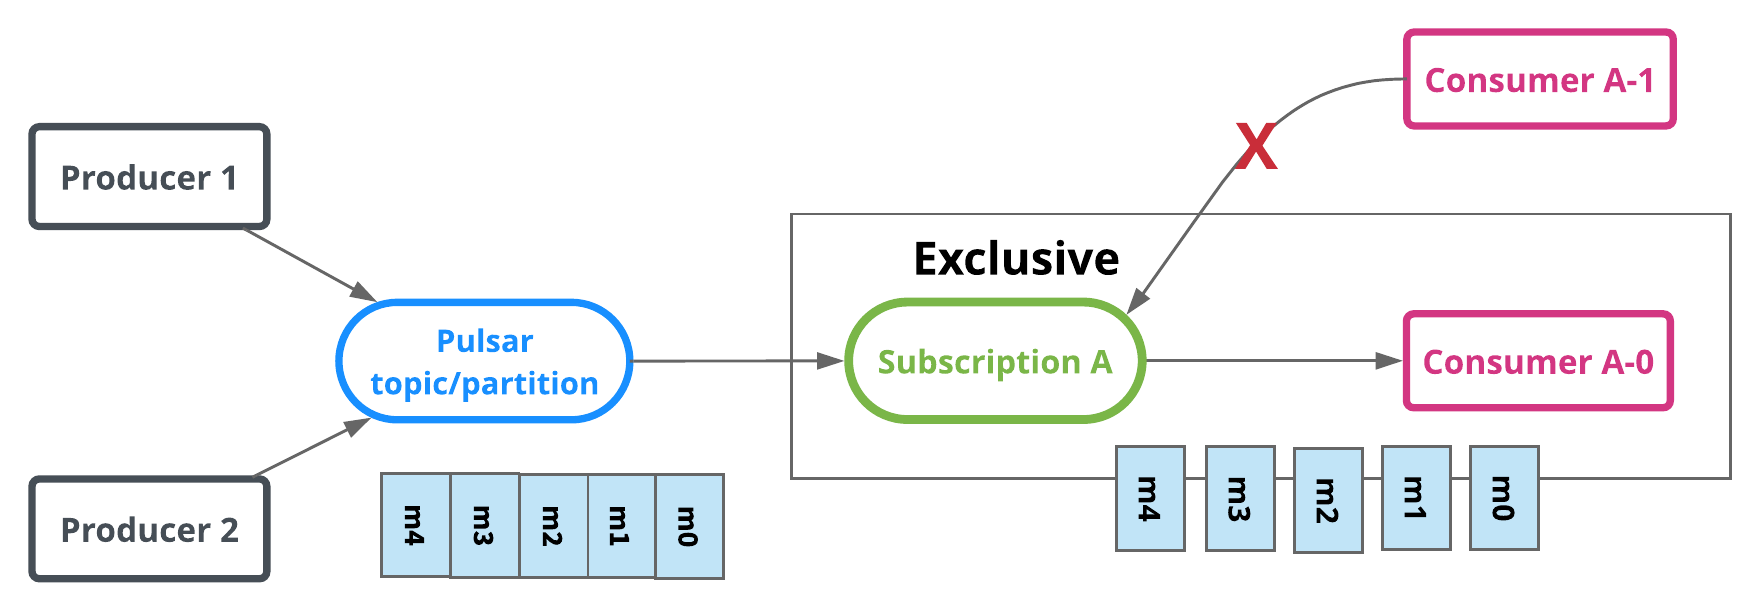 Consumer A-1
X
Producer 1
Exclusive
Pulsar
topic/partition
Subscription A
Consumer A-0
Producer 2
m4
m3
m2
m1
m0
m4
m3
m2
m1
m0